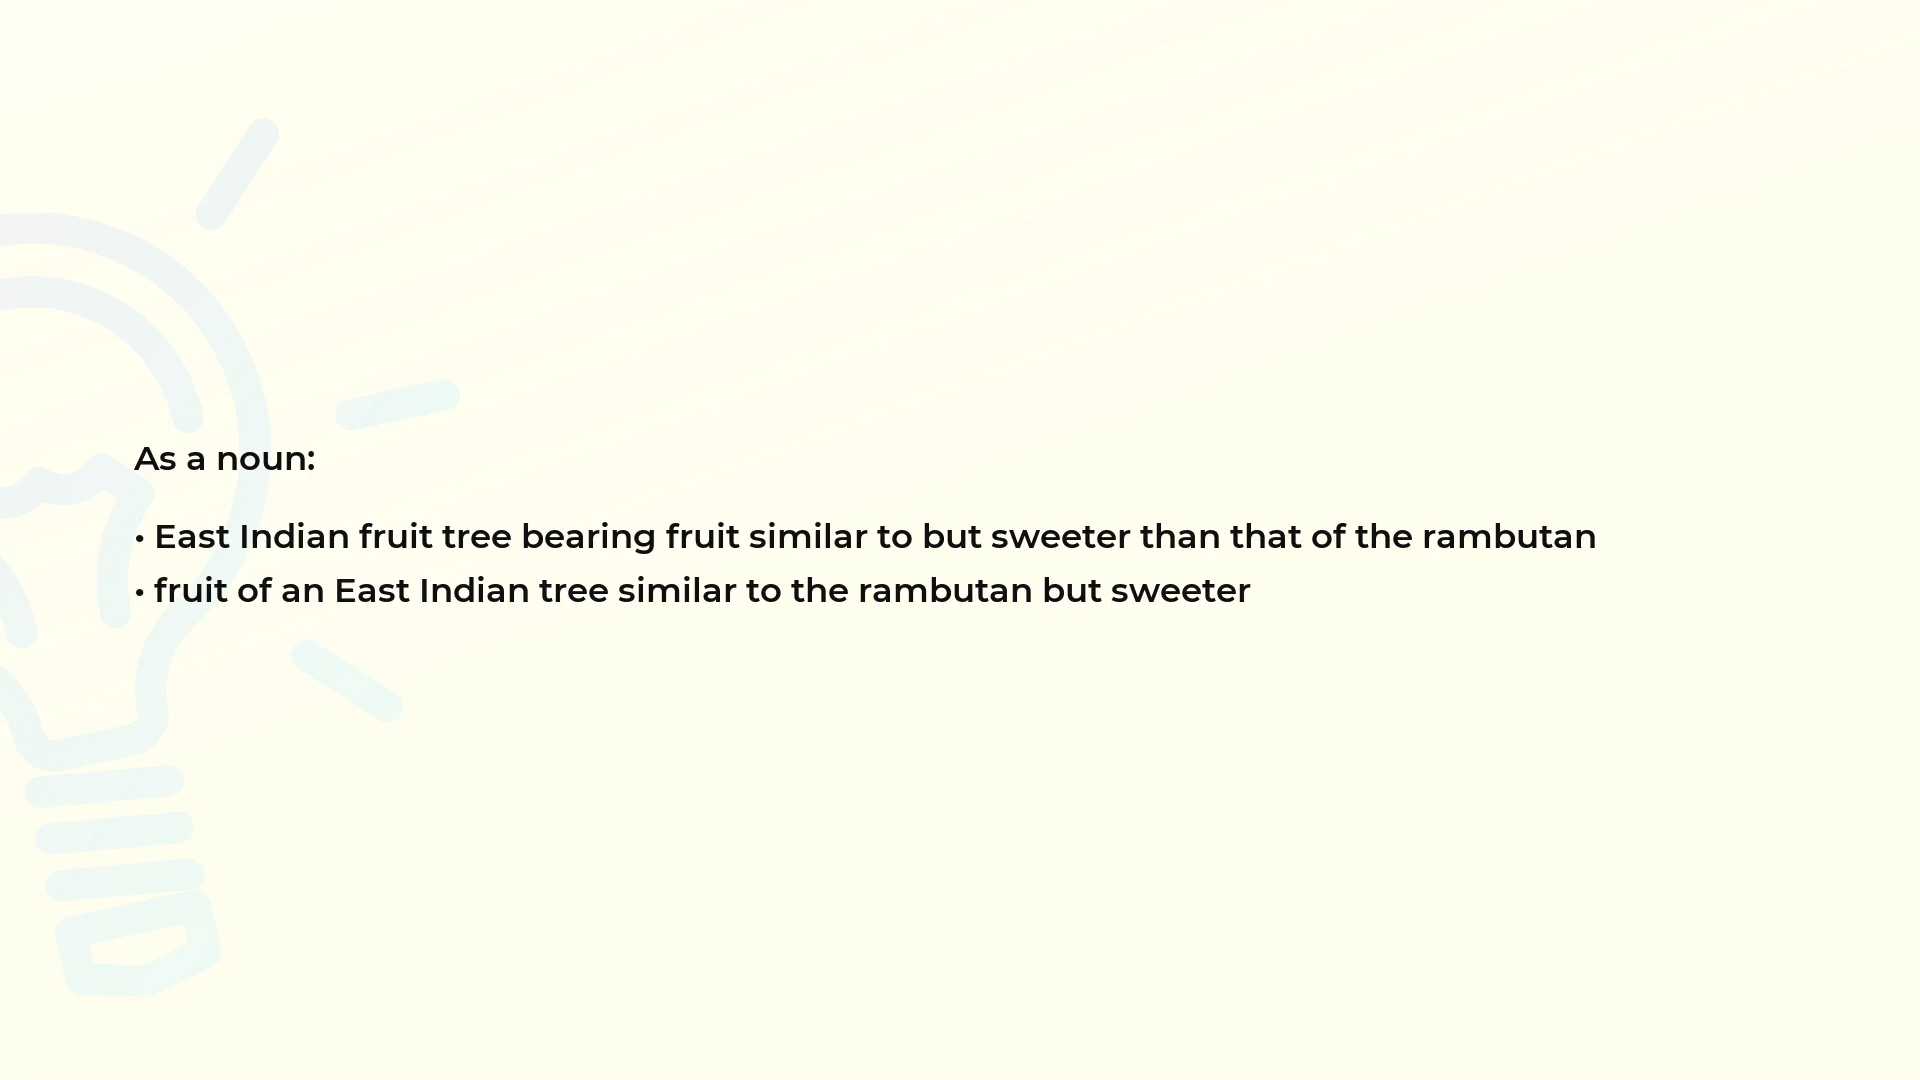 As a noun:
• East Indian fruit tree bearing fruit similar to but sweeter than that of the rambutan
• fruit of an East Indian tree similar to the rambutan but sweeter